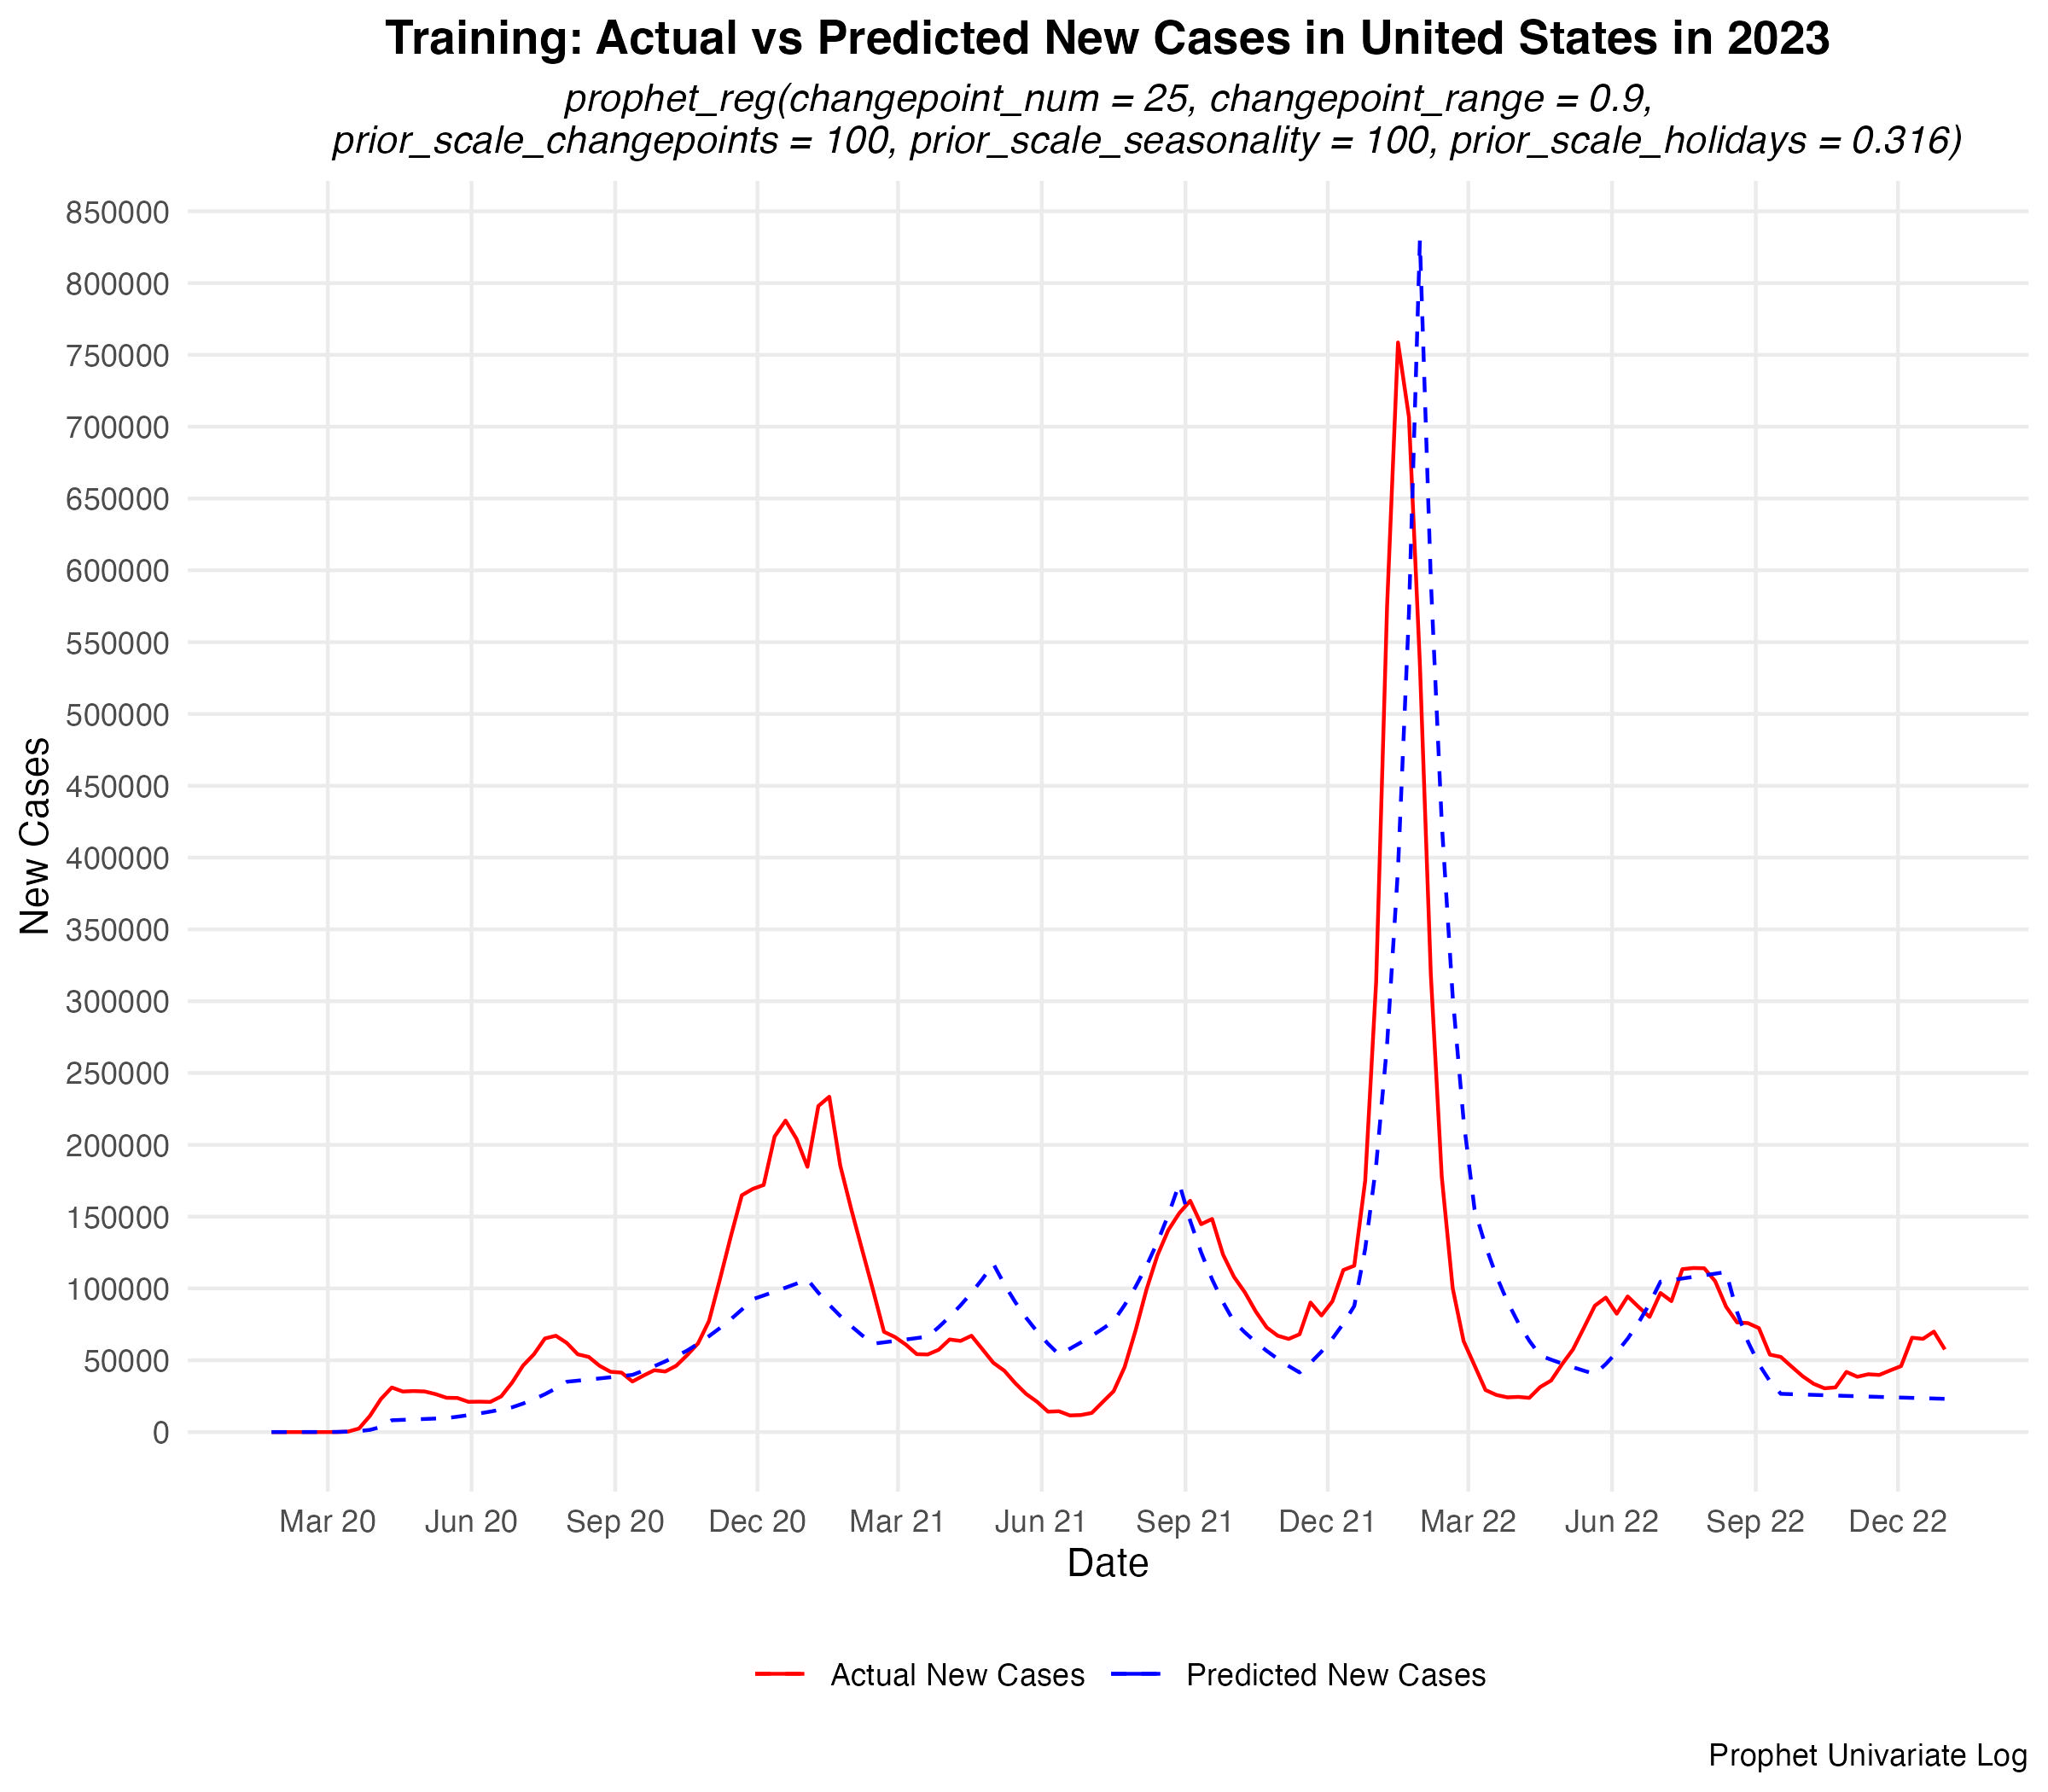 Training: Actual vs Predicted New Cases in United States in 2023
prophet_reg(changepoint_num = 25, changepoint_range = 0.9,
prior_scale_changepoints = 100, prior_scale_seasonality = 100, prior_scale_holidays = 0.316)
850000
800000
750000
700000
650000
600000
550000
500000
450000
400000
350000
300000
250000
200000
150000
100000
50000
0
New Cases
Mar 20 Jun 20 Sep 20 Dec 20 Mar 21 Jun 21 Sep 21 Dec 21 Mar 22 Jun 22 Sep 22 Dec 22
Date
Actual New Cases Predicted New Cases
Prophet Univariate Log